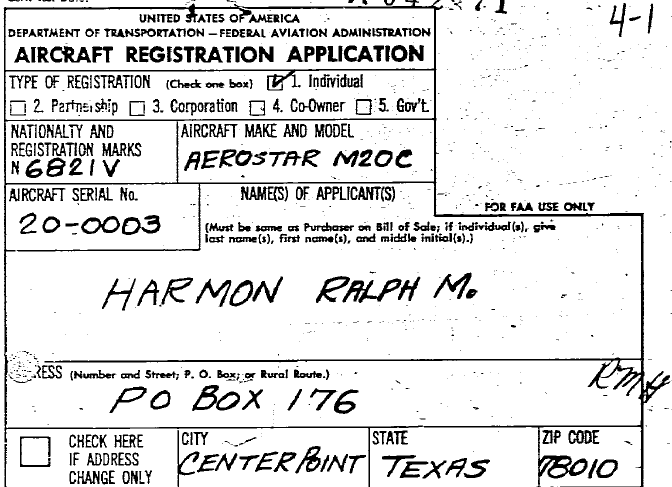 4-1
UNITED STATES OF AMERICA
DEPARTMENT OF TRANSPORTATION – FEDERAL AVIATION ADMINISTRATION
AIRCRAFT REGISTRATION APPLICATION
TYPE OF REGISTRATION (Check one box) 1. Individual
2. Partnership 3. Corporation 4. Co-Owner 5. Gov't.
NATIONALTY AND
REGISTRATION MARKS
N 6821V
AIRCRAFT MAKE AND MODEL
AEROSTAR M20C
AIRCRAFT SERIAL No.
20-0003
NAME(S) OF APPLICANT(S)
FOR FAA USE ONLY
(Must be same as Purchaser on Bill of Sale; if individual(s), give
last name(s), first name(s), and middle initial(s).)
HARMON RALPH M.
RESS (Number and Street; P. O. Box; or Rural Route.)
RMH
PO BOX 176
CHECK HERE
IF ADDRESS
CHANGE ONLY
CITY
CENTERPOINT
STATE
TEXAS
ZIP CODE
78010